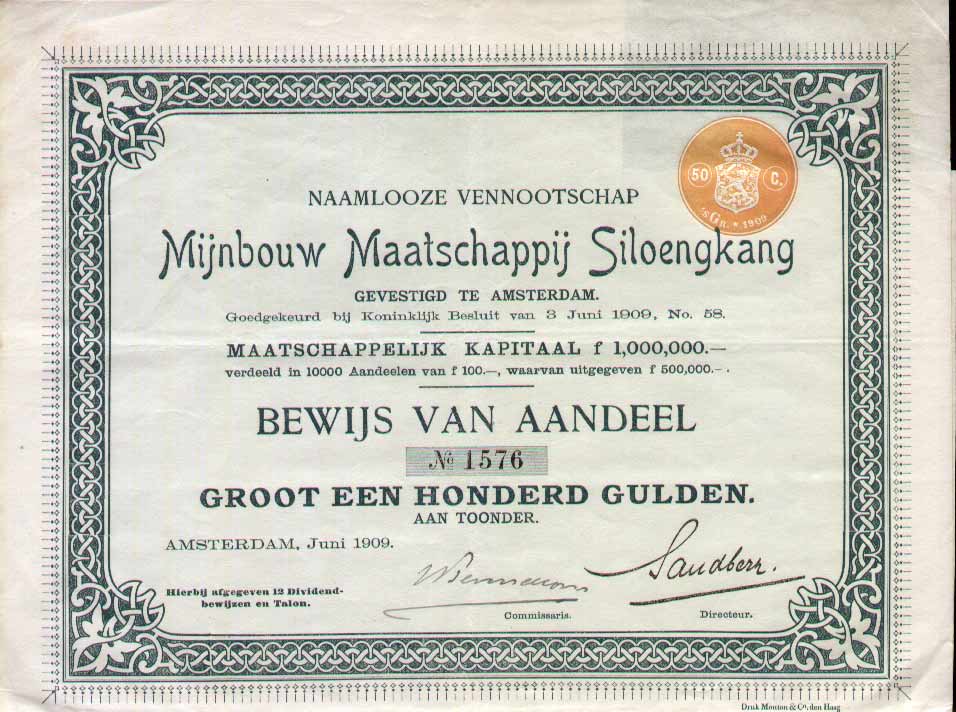 50 C.
'sGR. * 1909
NAAMLOOZE VENNOOTSCHAP
Mijnbouw Maatschappij Siloengkang
GEVESTIGD TE AMSTERDAM.
Goedgekeurd bij Koninklijk Besluit van 3 Juni 1909, No. 58.
MAATSCHAPPELIJK KAPITAAL f 1,000,000.—
verdeeld in 10000 Aandeelen van f 100.—, waarvan uitgegeven f 500,000.- .
BEWIJS VAN AANDEEL
No 1576
GROOT EEN HONDERD GULDEN.
AAN TOONDER.
AMSTERDAM, Juni 1909.
Sandberr.
Hierbij afgegeven 12 Dividend-
bewijzen en Talon.
Commissaris.
Directeur.
Druk Mouton & Co. den Haag